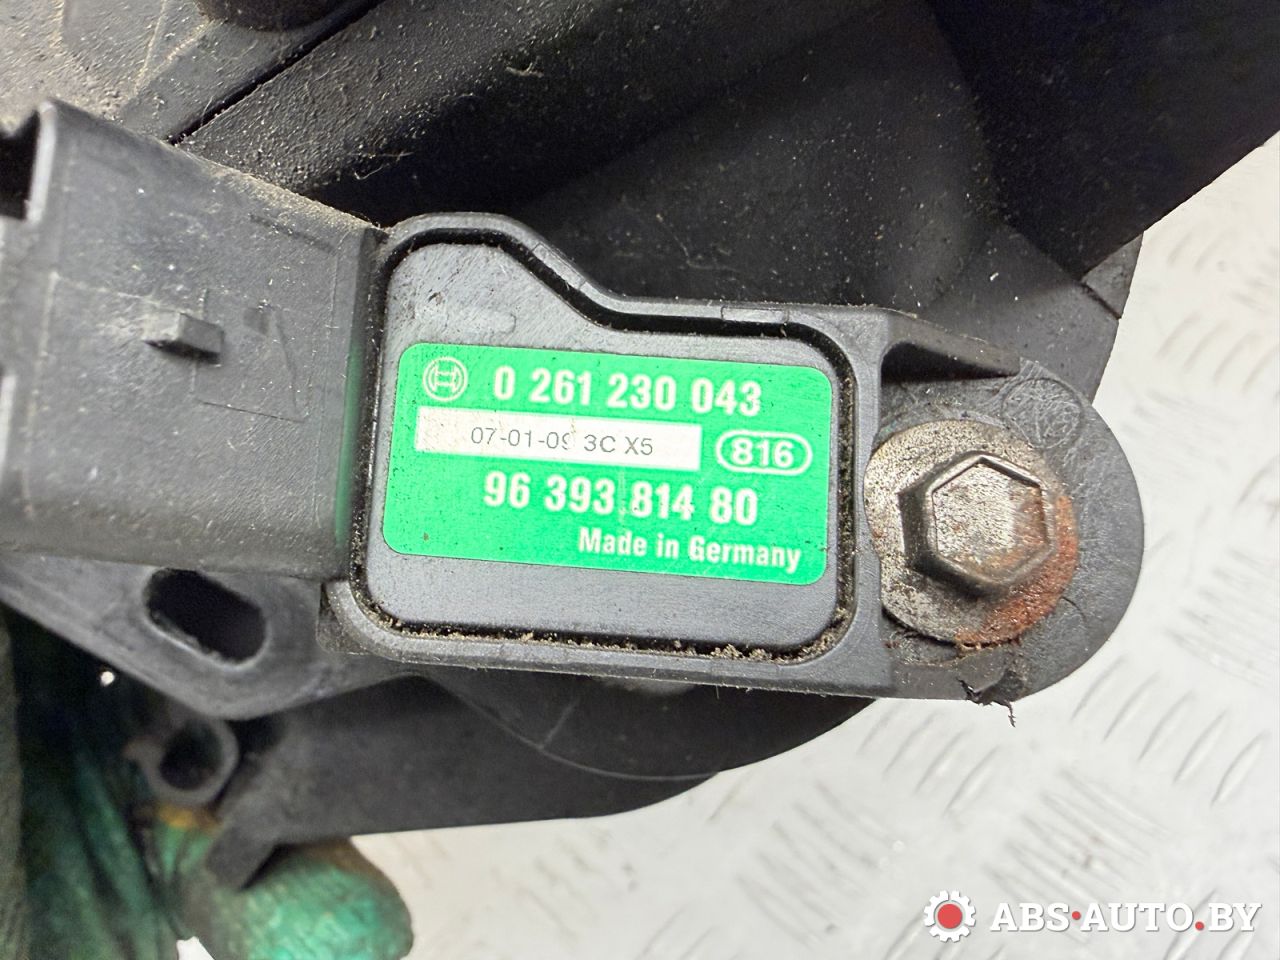 0 261 230 043
07-01-09 3C X5
816
96 393 814 80
Made in Germany
ABS-AUTO.BY